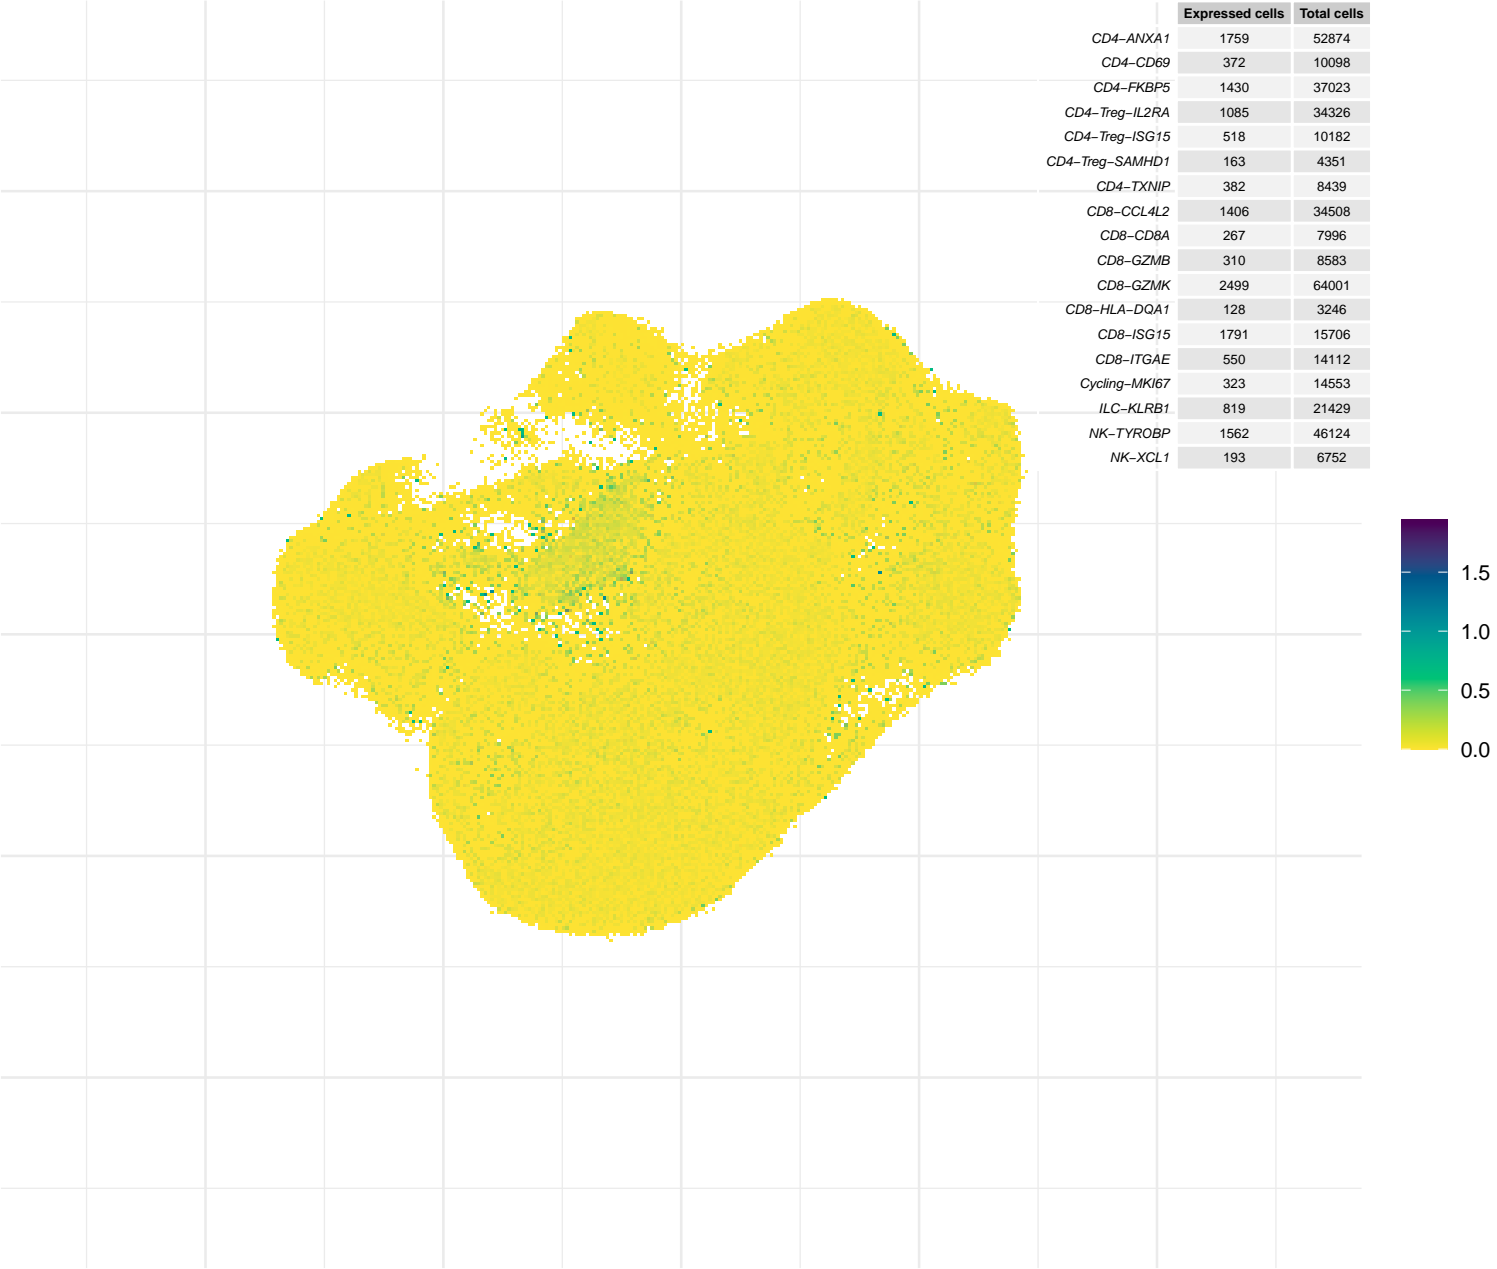 Expressed cells Total cells
CD4−ANXA1 1759 52874
CD4−CD69 372 10098
CD4−FKBP5 1430 37023
CD4−Treg−IL2RA 1085 34326
CD4−Treg−ISG15 518 10182
CD4−Treg−SAMHD1 163 4351
CD4−TXNIP 382 8439
CD8−CCL4L2 1406 34508
CD8−CD8A 267 7996
CD8−GZMB 310 8583
CD8−GZMK 2499 64001
CD8−HLA−DQA1 128 3246
CD8−ISG15 1791 15706
CD8−ITGAE 550 14112
Cycling−MKI67 323 14553
ILC−KLRB1 819 21429
NK−TYROBP 1562 46124
NK−XCL1 193 6752
1.5
1.0
0.5
0.0